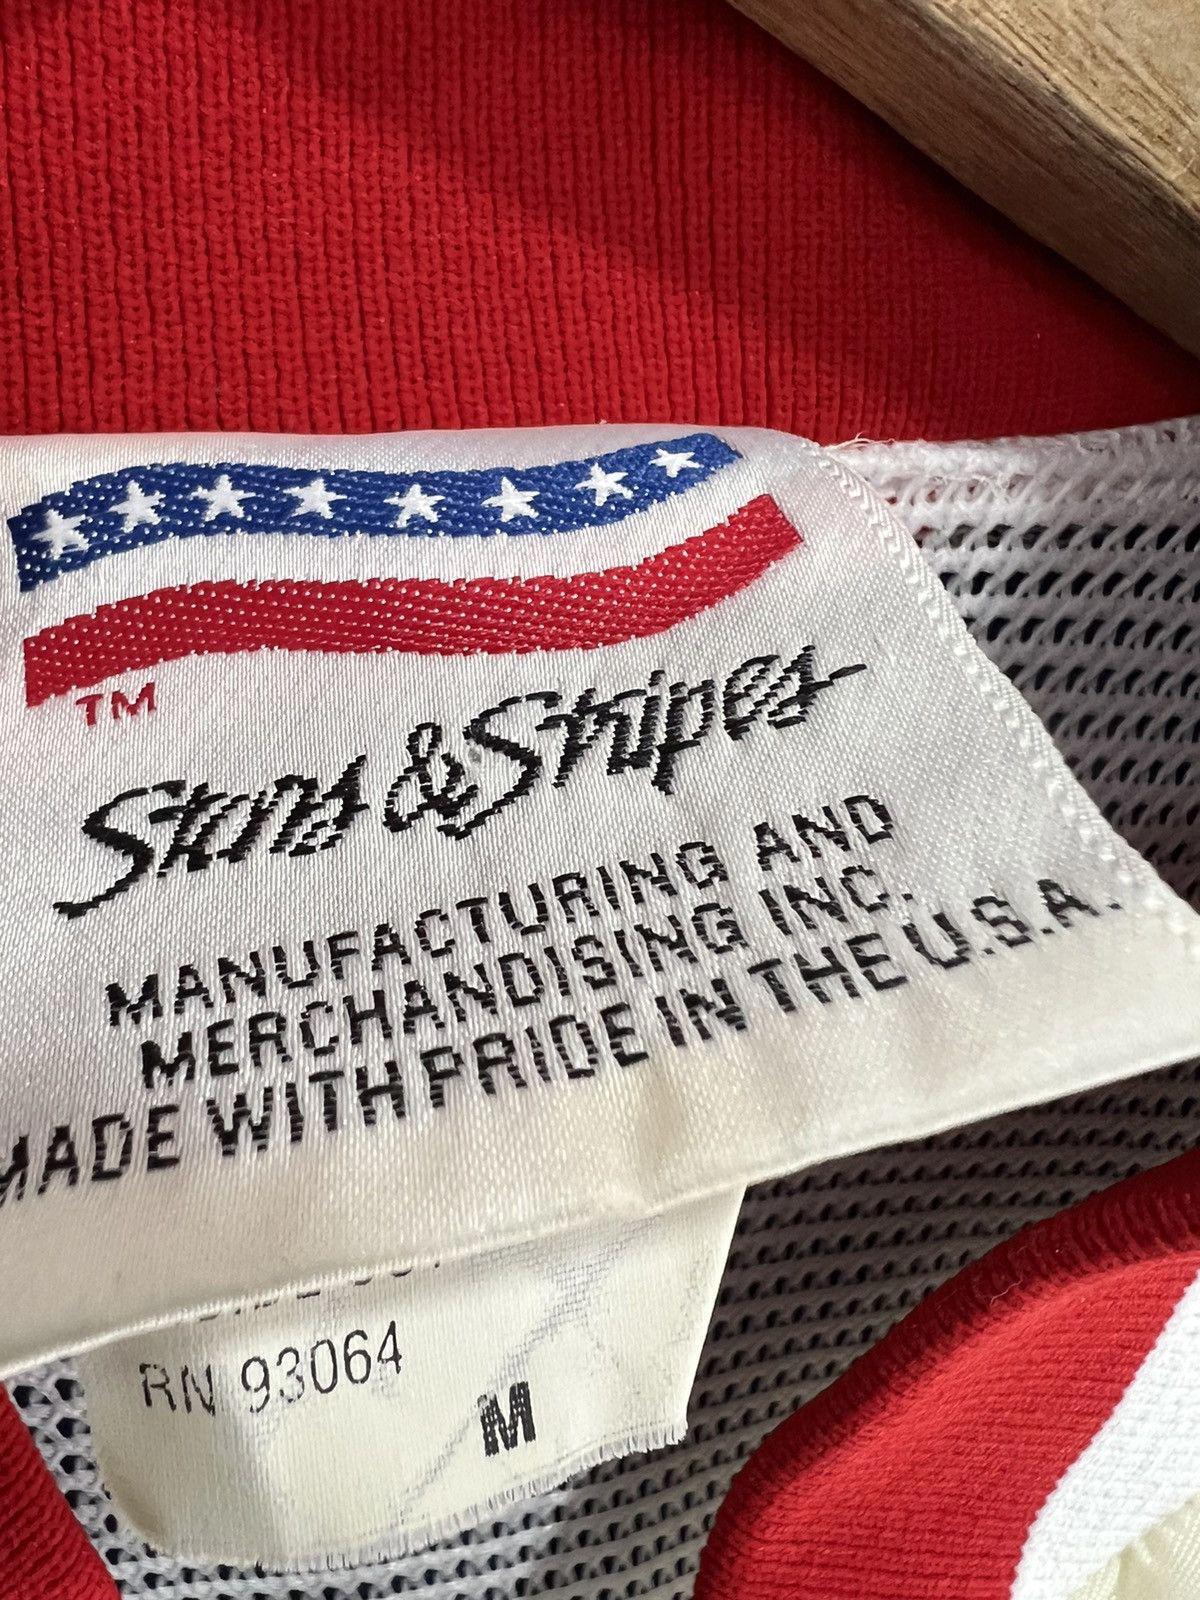 TM
Stars & Stripes
MANUFACTURING AND
MERCHANDISING INC.
MADE WITH PRIDE IN THE U.S.A.
RN 93064
M